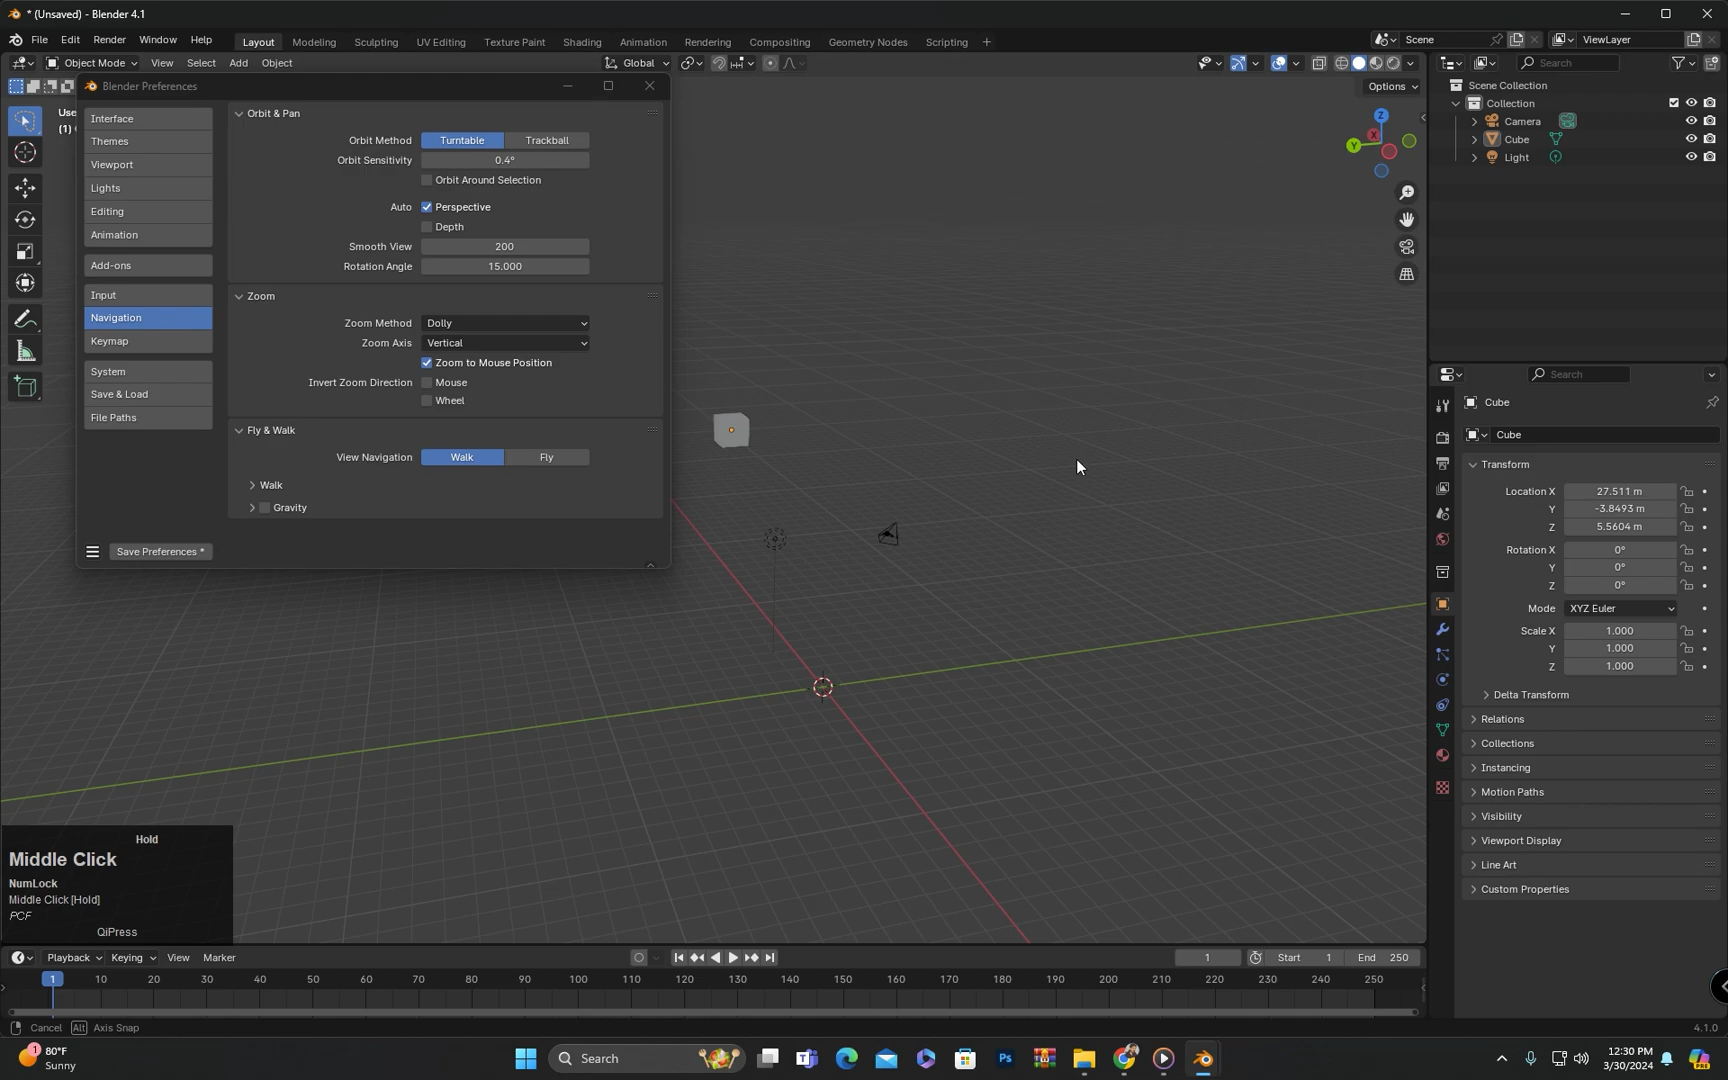 * (Unsaved) - Blender 4.1
File Edit Render Window Help Layout Modeling Sculpting UV Editing Texture Paint Shading Animation Rendering Compositing Geometry Nodes Scripting + Scene ViewLayer
Object Mode View Select Add Object Global Search
Options
Use
(1)
Blender Preferences
Interface
Themes
Viewport
Lights
Editing
Animation
Add-ons
Input
Navigation
Keymap
System
Save & Load
File Paths
Save Preferences *
Orbit & Pan
Orbit Method Turntable Trackball
Orbit Sensitivity 0.4°
Orbit Around Selection
Auto Perspective
Depth
Smooth View 200
Rotation Angle 15.000
Zoom
Zoom Method Dolly
Zoom Axis Vertical
Zoom to Mouse Position
Invert Zoom Direction Mouse
Wheel
Fly & Walk
View Navigation Walk Fly
Walk
Gravity
Z
X
Y
Scene Collection
Collection
Camera
Cube
Light
Search
Cube
Cube
Transform
Location X 27.511 m
Y -3.8493 m
Z 5.5604 m
Rotation X 0°
Y 0°
Z 0°
Mode XYZ Euler
Scale X 1.000
Y 1.000
Z 1.000
Delta Transform
Relations
Collections
Instancing
Motion Paths
Visibility
Viewport Display
Line Art
Custom Properties
Hold
Middle Click
NumLock
Middle Click [Hold]
PCF
QiPress
Playback Keying View Marker 1 Start 1 End 250
1 10 20 30 40 50 60 70 80 90 100 110 120 130 140 150 160 170 180 190 200 210 220 230 240 250
Cancel Alt Axis Snap 4.1.0
1 80°F
Sunny
Search
Ps
PRE
12:30 PM
3/30/2024